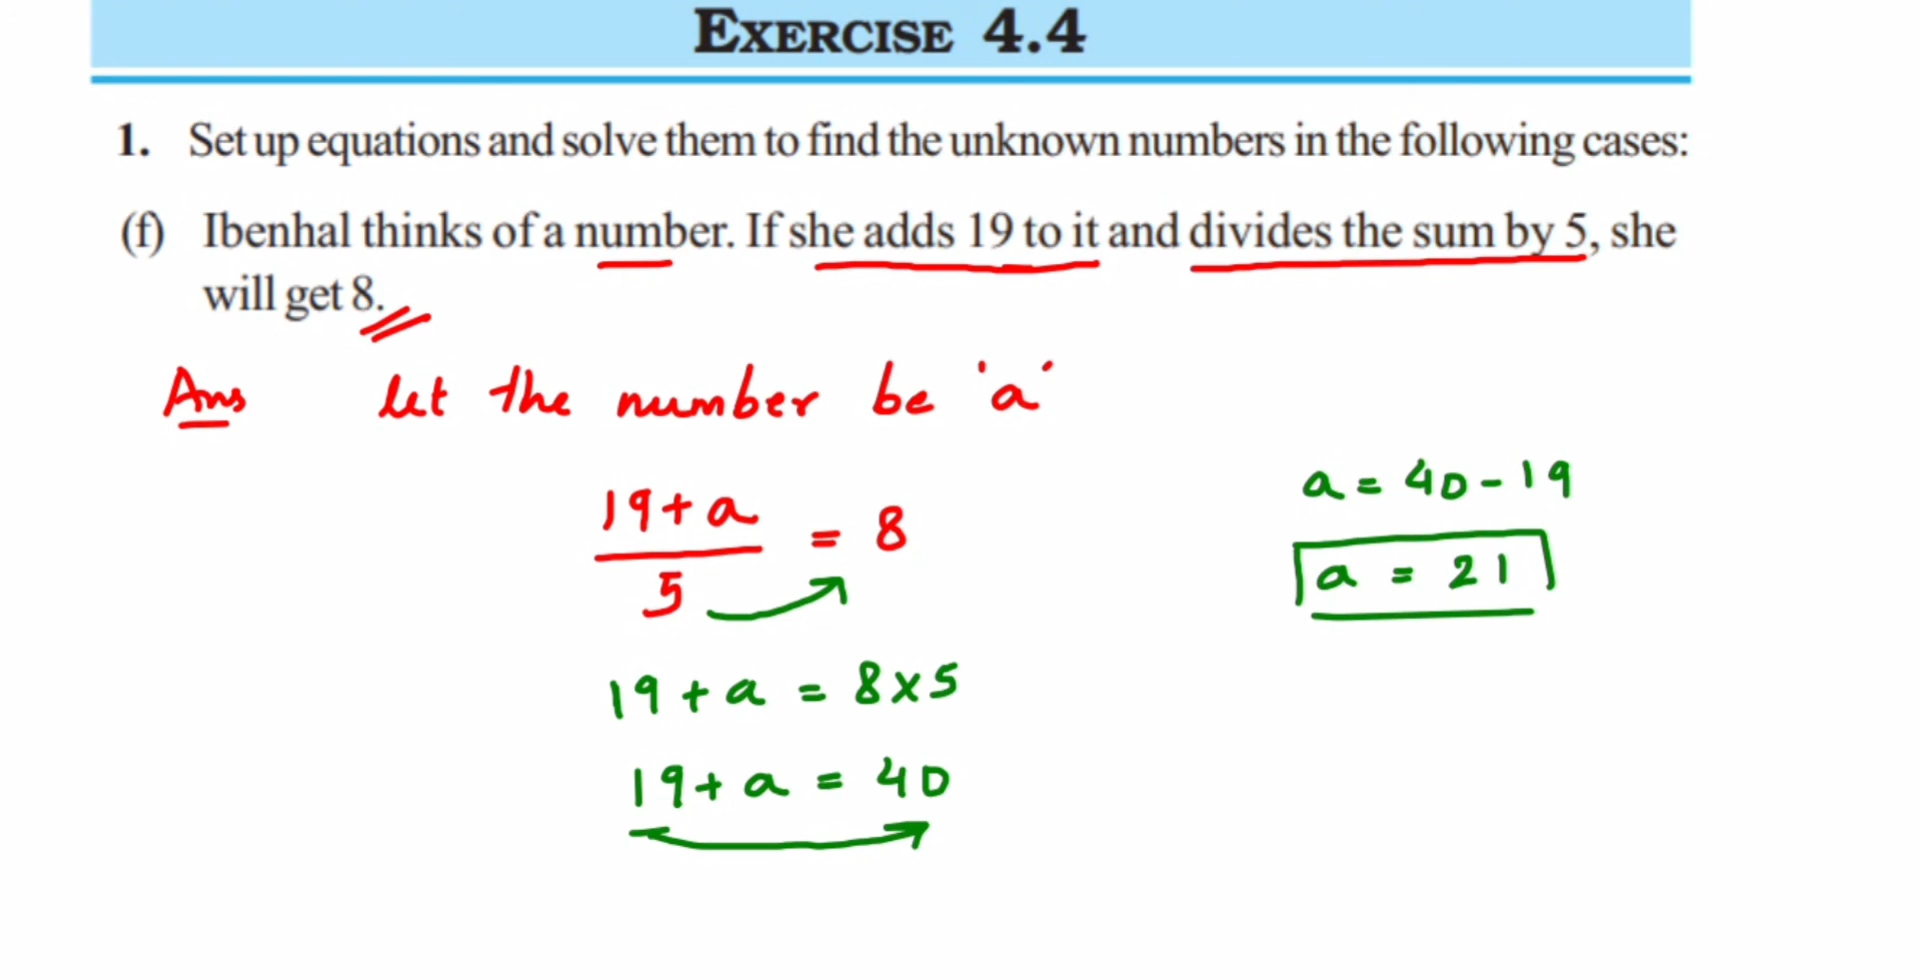 EXERCISE 4.4
1. Set up equations and solve them to find the unknown numbers in the following cases:
(f) Ibenhal thinks of a number. If she adds 19 to it and divides the sum by 5, she
will get 8.
Ans let the number be 'a'
19+a
= 8
5
19+a = 8x5
19+a = 40
a = 40-19
a = 21